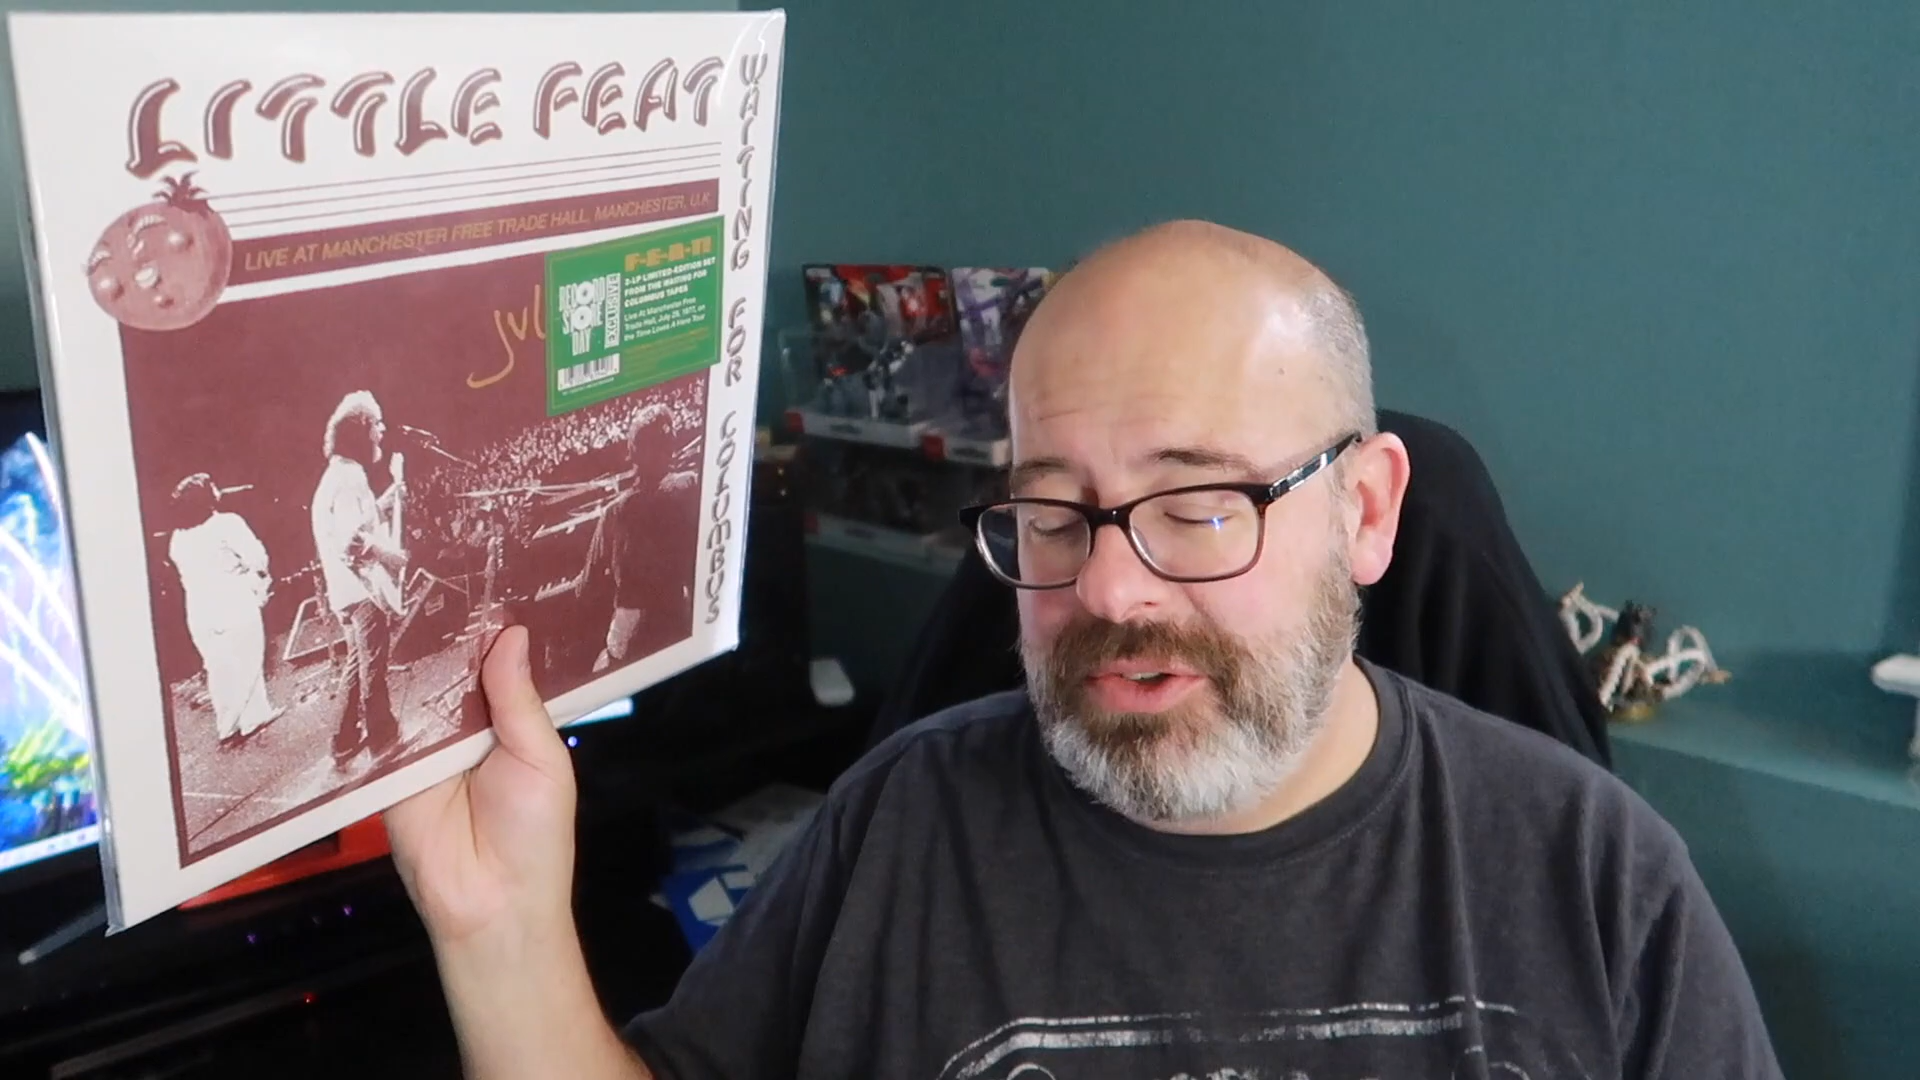 LITTLE FEAT
WAITING FOR COLUMBUS
LIVE AT MANCHESTER FREE TRADE HALL, MANCHESTER, U.K.
JUL
RECORD
STORE
DAY
EXCLUSIVE
F-E-A-T!
3-LP LIMITED-EDITION SET
FROM THE WAITING FOR
COLUMBUS TAPES
Live At Manchester Free
Trade Hall, July 29, 1977, on
the Time Loves A Hero Tour